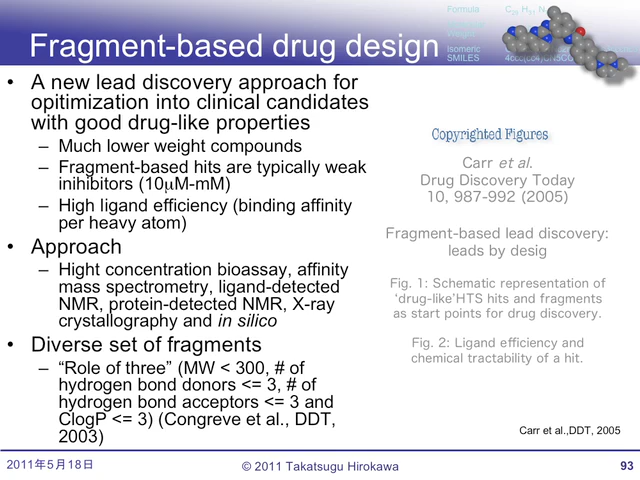 Formula
C29 H31 N
Weight
Isomeric
SMILES
Fragment-based drug design
• A new lead discovery approach for
opitimization into clinical candidates
with good drug-like properties
– Much lower weight compounds
– Fragment-based hits are typically weak
inihibitors (10μM-mM)
– High ligand efficiency (binding affinity
per heavy atom)
• Approach
– Hight concentration bioassay, affinity
mass spectrometry, ligand-detected
NMR, protein-detected NMR, X-ray
crystallography and in silico
• Diverse set of fragments
– “Role of three” (MW < 300, # of
hydrogen bond donors <= 3, # of
hydrogen bond acceptors <= 3 and
ClogP <= 3) (Congreve et al., DDT,
2003)
Copyrighted Figures
Carr et al.
Drug Discovery Today
10, 987-992 (2005)
Fragment-based lead discovery:
leads by desig
Fig. 1: Schematic representation of
‘drug-like’HTS hits and fragments
as start points for drug discovery.
Fig. 2: Ligand efficiency and
chemical tractability of a hit.
Carr et al.,DDT, 2005
2011年5月18日
© 2011 Takatsugu Hirokawa
93